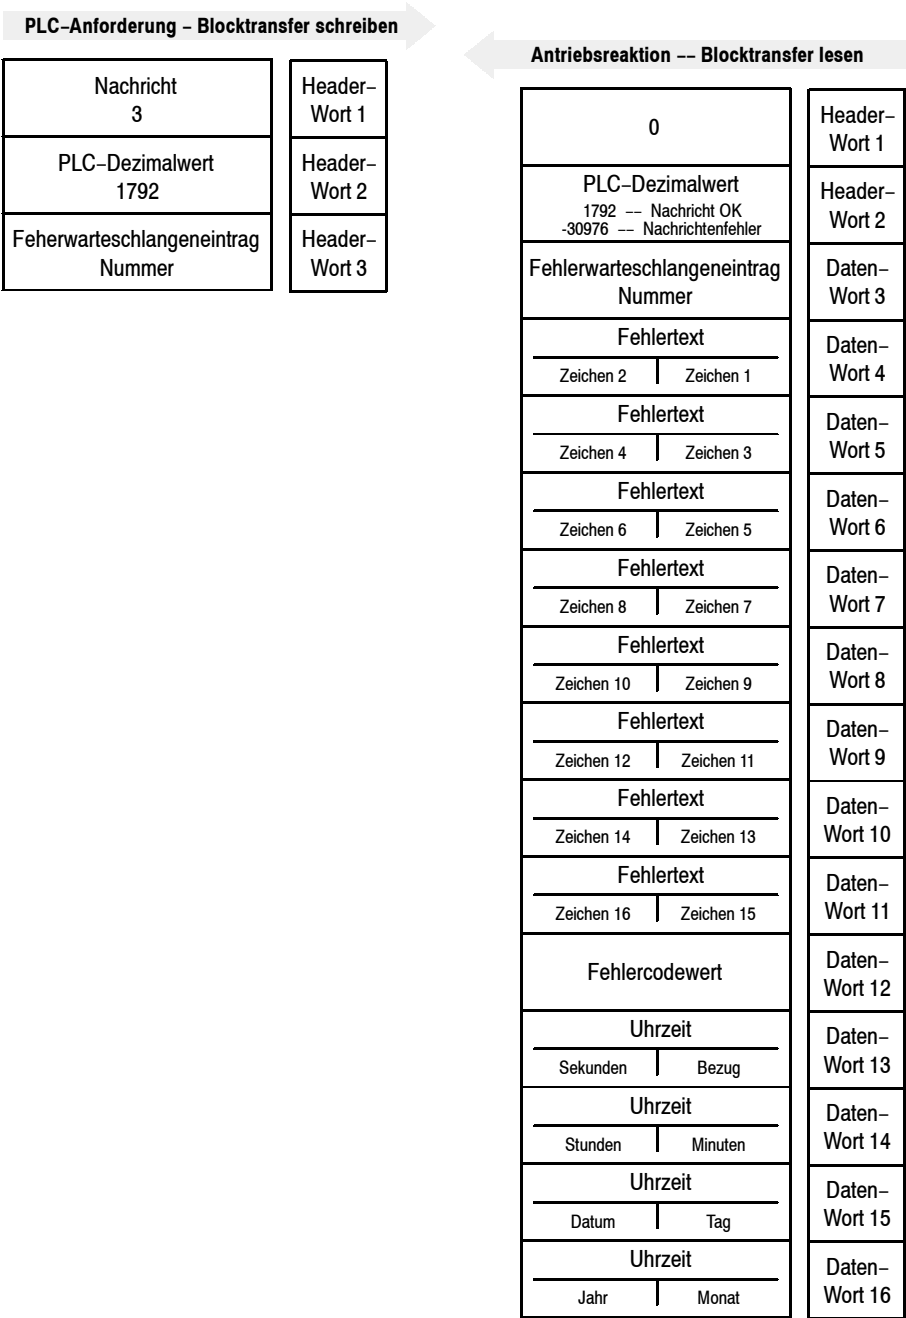 PLC–Anforderung – Blocktransfer schreiben
Nachricht
3
Header–
Wort 1
PLC–Dezimalwert
1792
Header–
Wort 2
Feherwarteschlangeneintrag
Nummer
Header–
Wort 3
Antriebsreaktion –– Blocktransfer lesen
0
Header–
Wort 1
PLC–Dezimalwert
1792 –– Nachricht OK
-30976 –– Nachrichtenfehler
Header–
Wort 2
Fehlerwarteschlangeneintrag
Nummer
Daten–
Wort 3
Fehlertext
Zeichen 2 Zeichen 1
Daten–
Wort 4
Fehlertext
Zeichen 4 Zeichen 3
Daten–
Wort 5
Fehlertext
Zeichen 6 Zeichen 5
Daten–
Wort 6
Fehlertext
Zeichen 8 Zeichen 7
Daten–
Wort 7
Fehlertext
Zeichen 10 Zeichen 9
Daten–
Wort 8
Fehlertext
Zeichen 12 Zeichen 11
Daten–
Wort 9
Fehlertext
Zeichen 14 Zeichen 13
Daten–
Wort 10
Fehlertext
Zeichen 16 Zeichen 15
Daten–
Wort 11
Fehlercodewert
Daten–
Wort 12
Uhrzeit
Sekunden Bezug
Daten–
Wort 13
Uhrzeit
Stunden Minuten
Daten–
Wort 14
Uhrzeit
Datum Tag
Daten–
Wort 15
Uhrzeit
Jahr Monat
Daten–
Wort 16